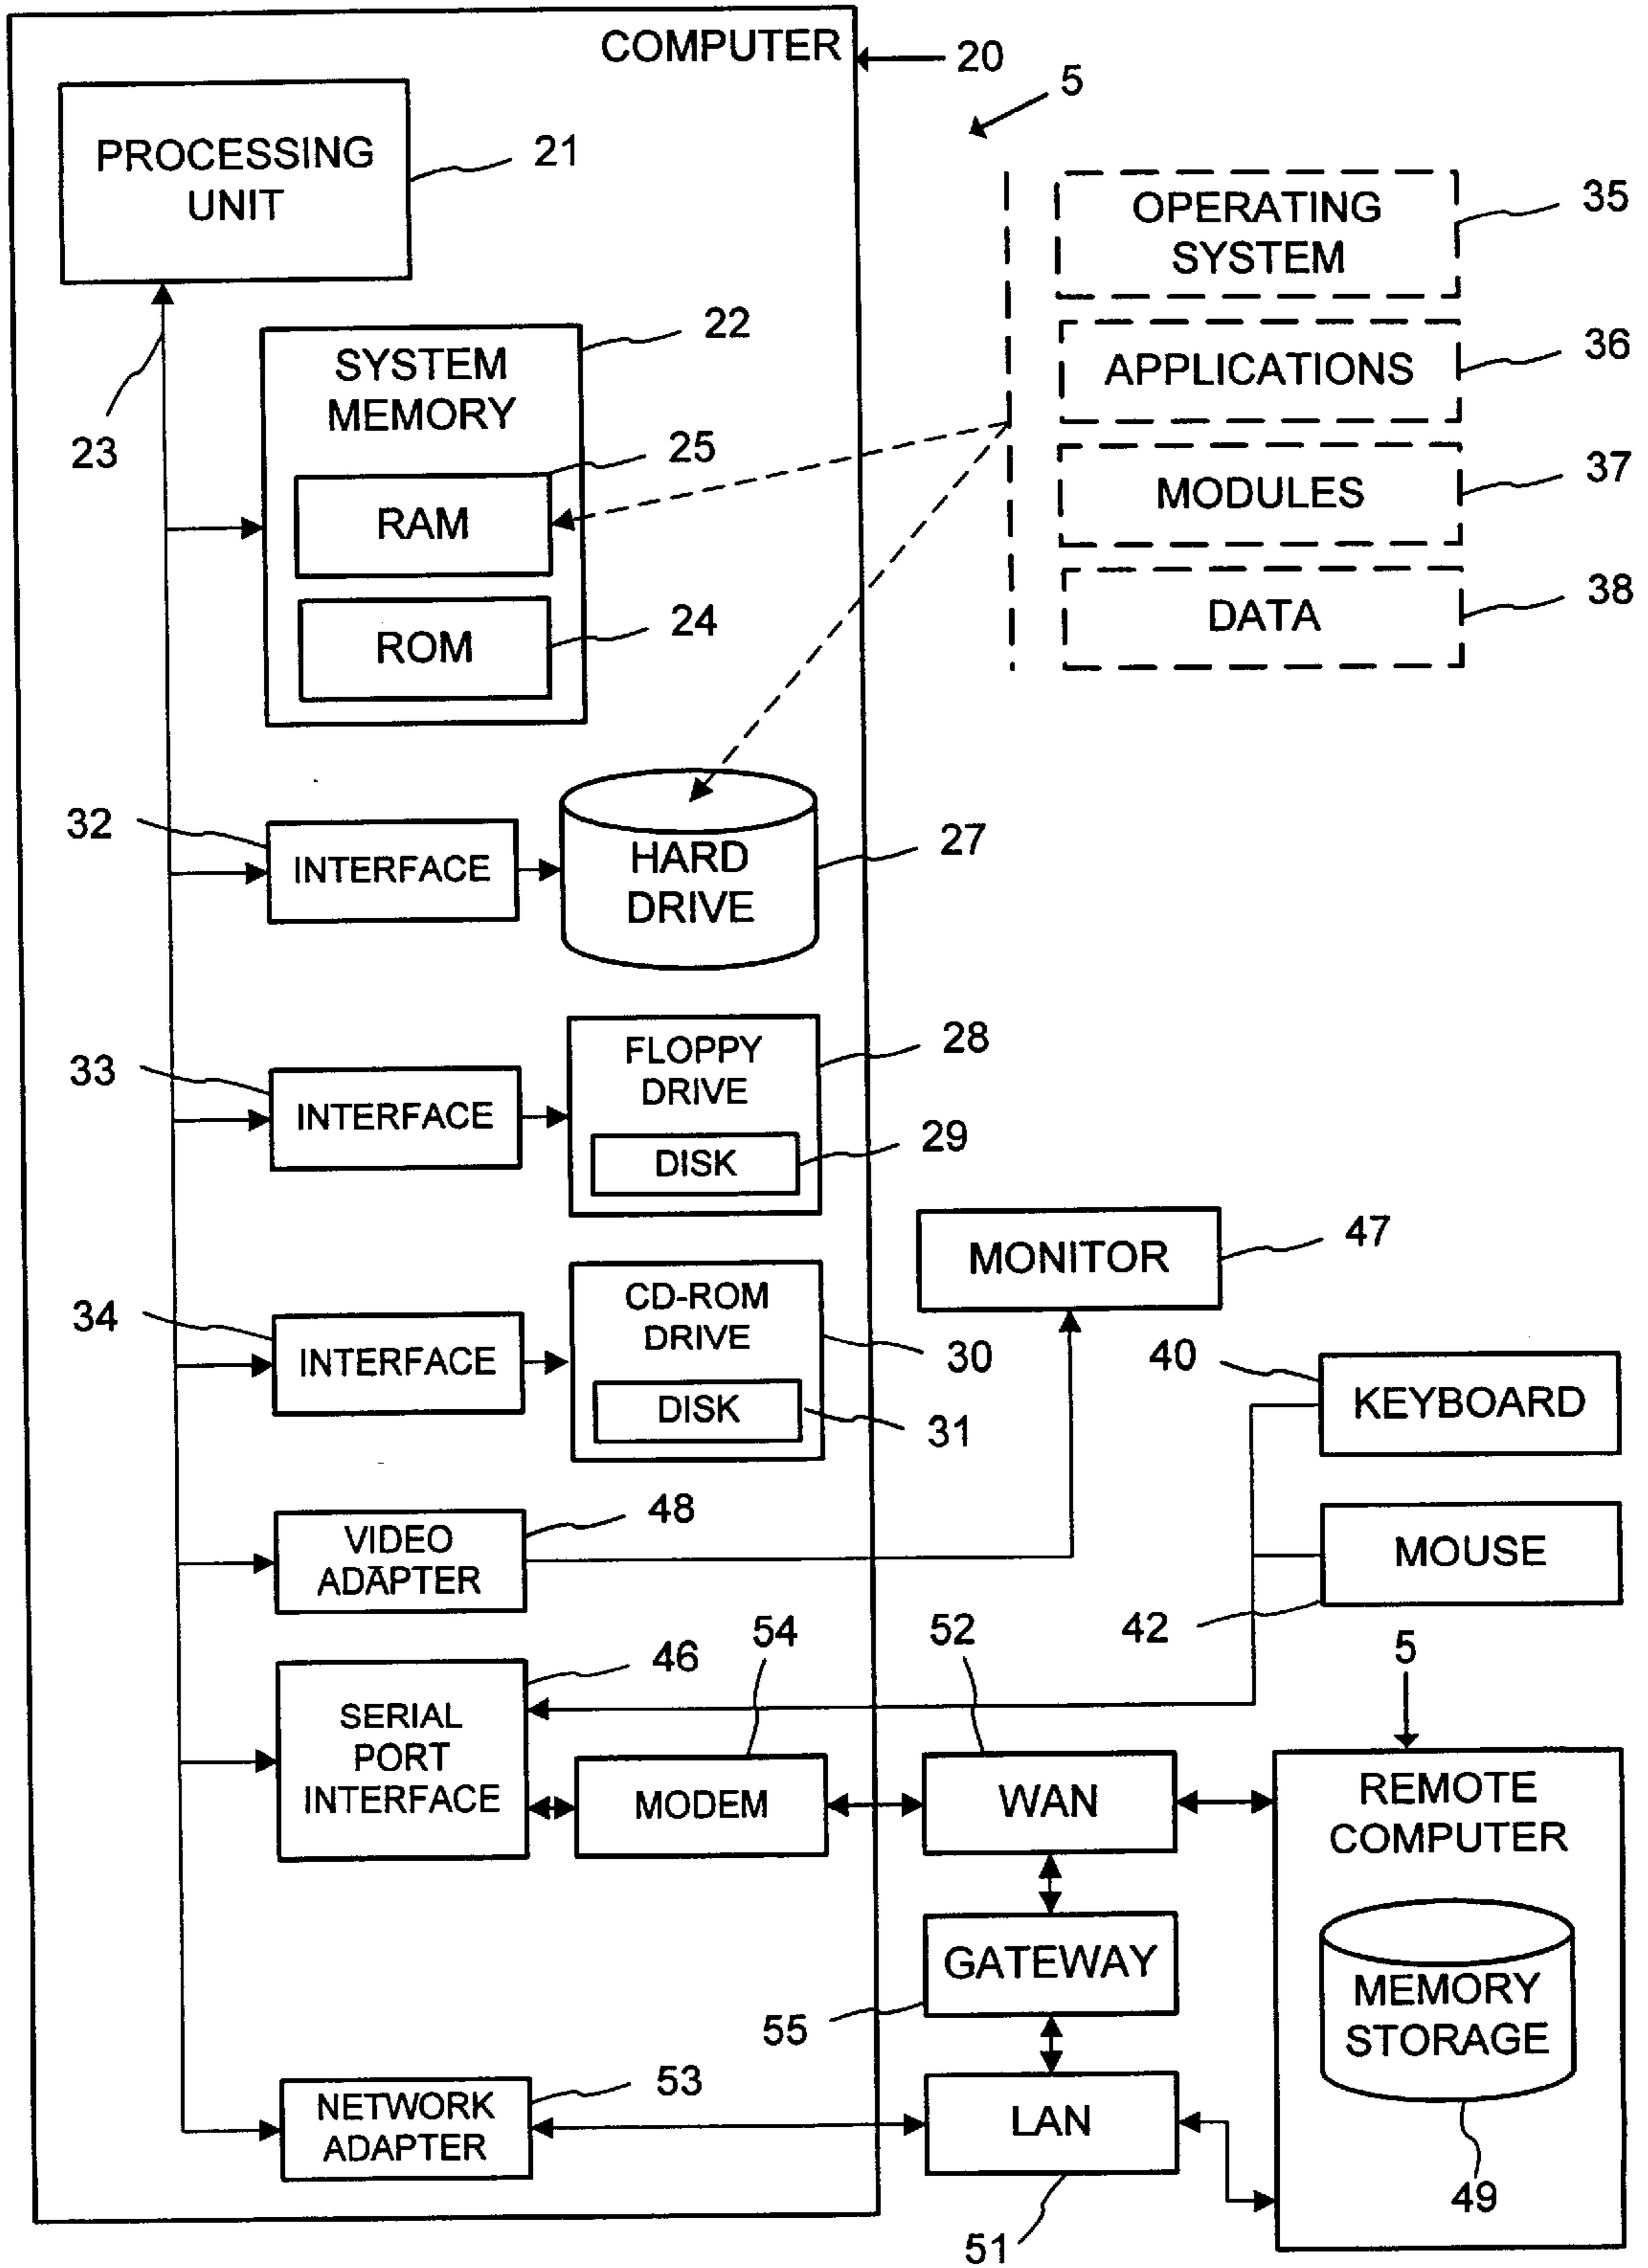 COMPUTER
20
5
PROCESSING
UNIT
21
OPERATING
SYSTEM
35
23
SYSTEM
MEMORY
22
APPLICATIONS
36
RAM
25
MODULES
37
ROM
24
DATA
38
32
INTERFACE
HARD
DRIVE
27
33
INTERFACE
FLOPPY
DRIVE
28
DISK
29
MONITOR
47
34
INTERFACE
CD-ROM
DRIVE
30
DISK
31
40
KEYBOARD
VIDEO
ADAPTER
48
MOUSE
42
46
SERIAL
PORT
INTERFACE
54
MODEM
52
WAN
5
REMOTE
COMPUTER
GATEWAY
55
MEMORY
STORAGE
49
NETWORK
ADAPTER
53
LAN
51